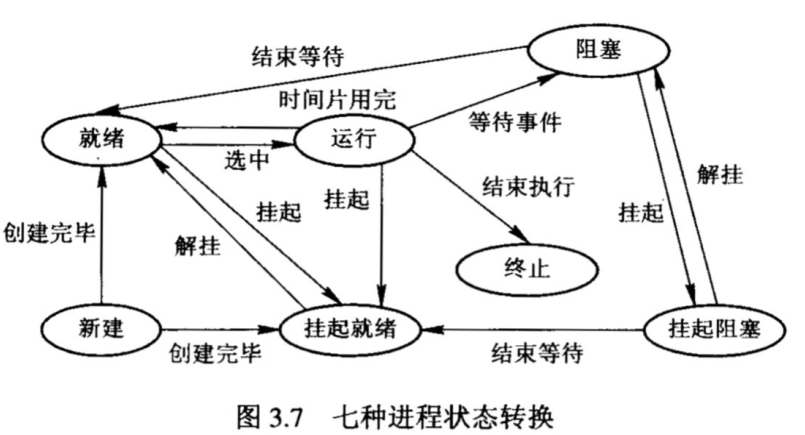 结束等待
阻塞
时间片用完
就绪
运行
等待事件
选中
解挂
结束执行
挂起
挂起
挂起
创建完毕
解挂
终止
新建
挂起就绪
挂起阻塞
创建完毕
结束等待
图 3.7 七种进程状态转换